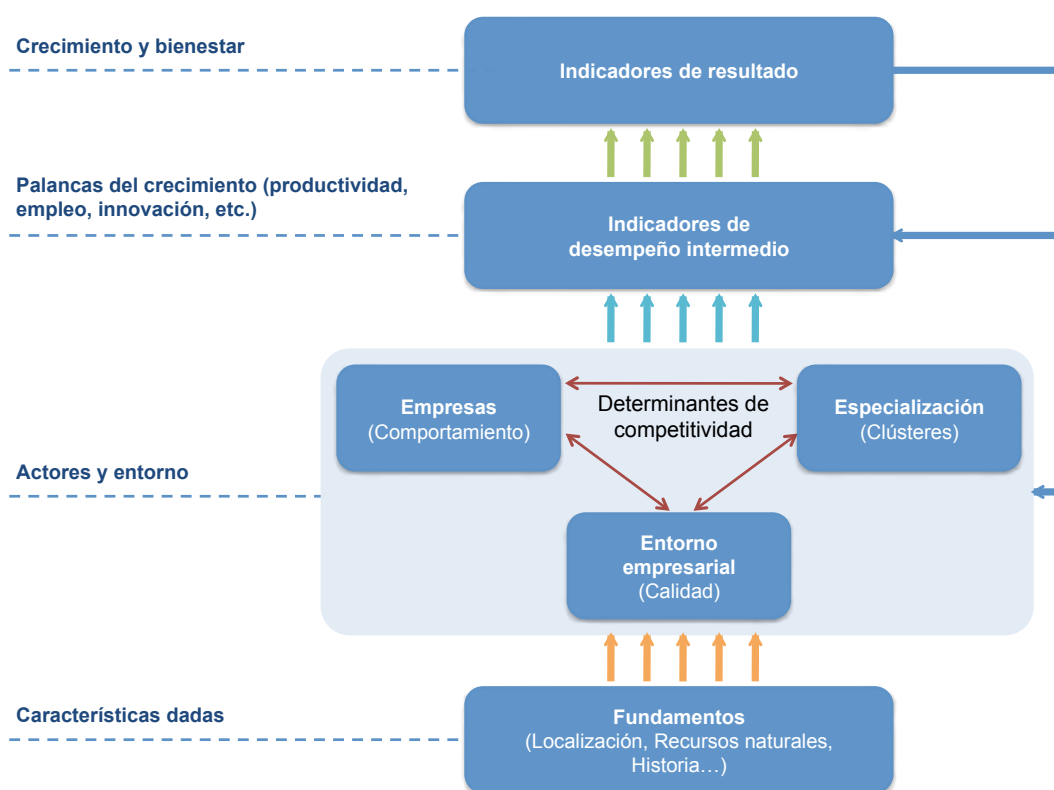 Crecimiento y bienestar
Indicadores de resultado
Palancas del crecimiento (productividad,
empleo, innovación, etc.)
Indicadores de
desempeño intermedio
Empresas
(Comportamiento)
Determinantes de
competitividad
Especialización
(Clústeres)
Actores y entorno
Entorno
empresarial
(Calidad)
Características dadas
Fundamentos
(Localización, Recursos naturales,
Historia…)